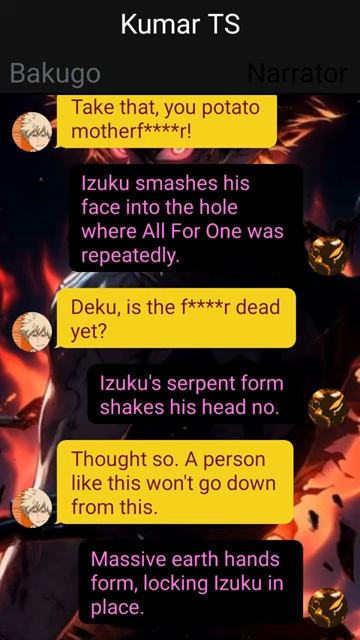 Kumar TS
Bakugo
Narrator
Take that, you potato
motherf****r!
Izuku smashes his
face into the hole
where All For One was
repeatedly.
Deku, is the f****r dead
yet?
Izuku's serpent form
shakes his head no.
Thought so. A person
like this won't go down
from this.
Massive earth hands
form, locking Izuku in
place.